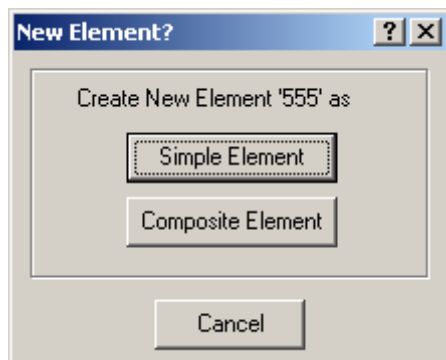 New Element?
Create New Element '555' as
Simple Element
Composite Element
Cancel